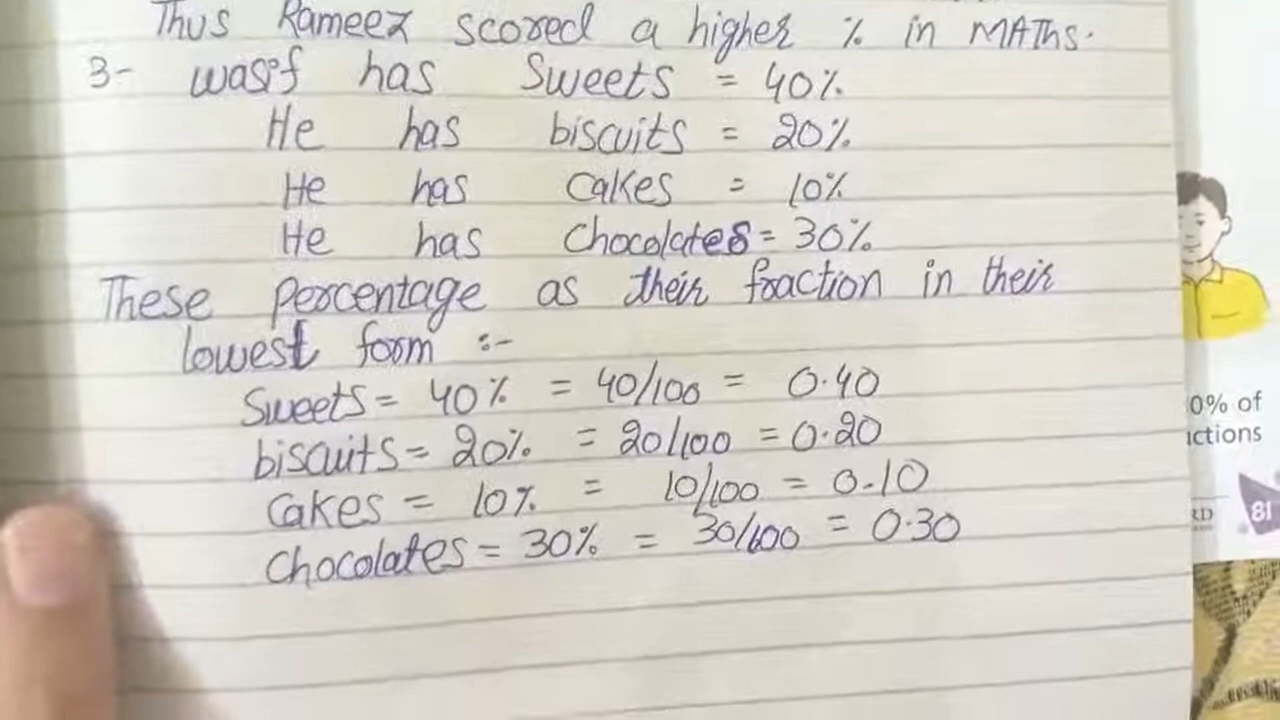 Thus Rameez scored a higher % in MATHS.
3- wasif has Sweets = 40%
He has biscuits = 20%
He has Cakes = 10%
He has Chocolates = 30%
These percentage as their fraction in their
lowest form :-
Sweets = 40% = 40/100 = 0.40
biscuits = 20% = 20/100 = 0.20
Cakes = 10% = 10/100 = 0.10
Chocolates = 30% = 30/100 = 0.30
0% of
ctions
RD
81